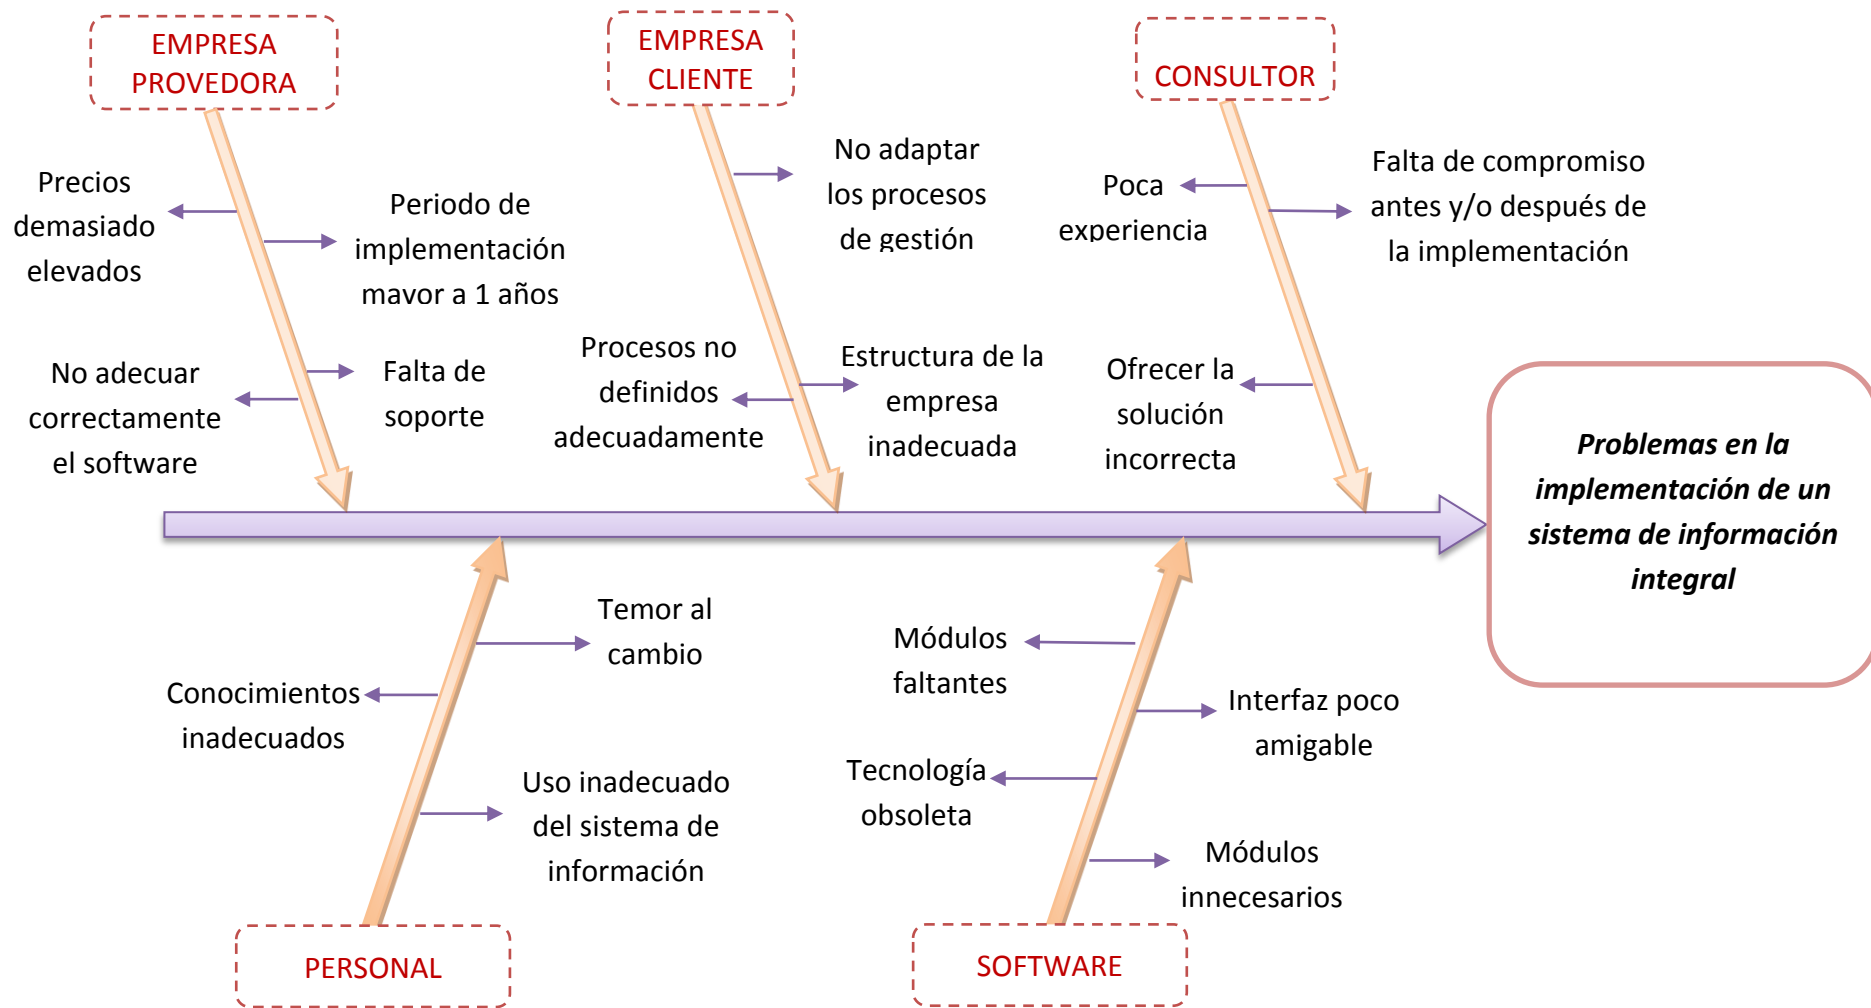 EMPRESA
PROVEDORA
EMPRESA
CLIENTE
CONSULTOR
Precios
demasiado
elevados
Periodo de
implementación
mayor a 1 años
No adecuar
correctamente
el software
Falta de
soporte
No adaptar
los procesos
de gestión
Procesos no
definidos
adecuadamente
Estructura de la
empresa
inadecuada
Poca
experiencia
Falta de compromiso
antes y/o después de
la implementación
Ofrecer la
solución
incorrecta
Problemas en la
implementación de un
sistema de información
integral
Temor al
cambio
Conocimientos
inadecuados
Uso inadecuado
del sistema de
información
Módulos
faltantes
Interfaz poco
amigable
Tecnología
obsoleta
Módulos
innecesarios
PERSONAL
SOFTWARE